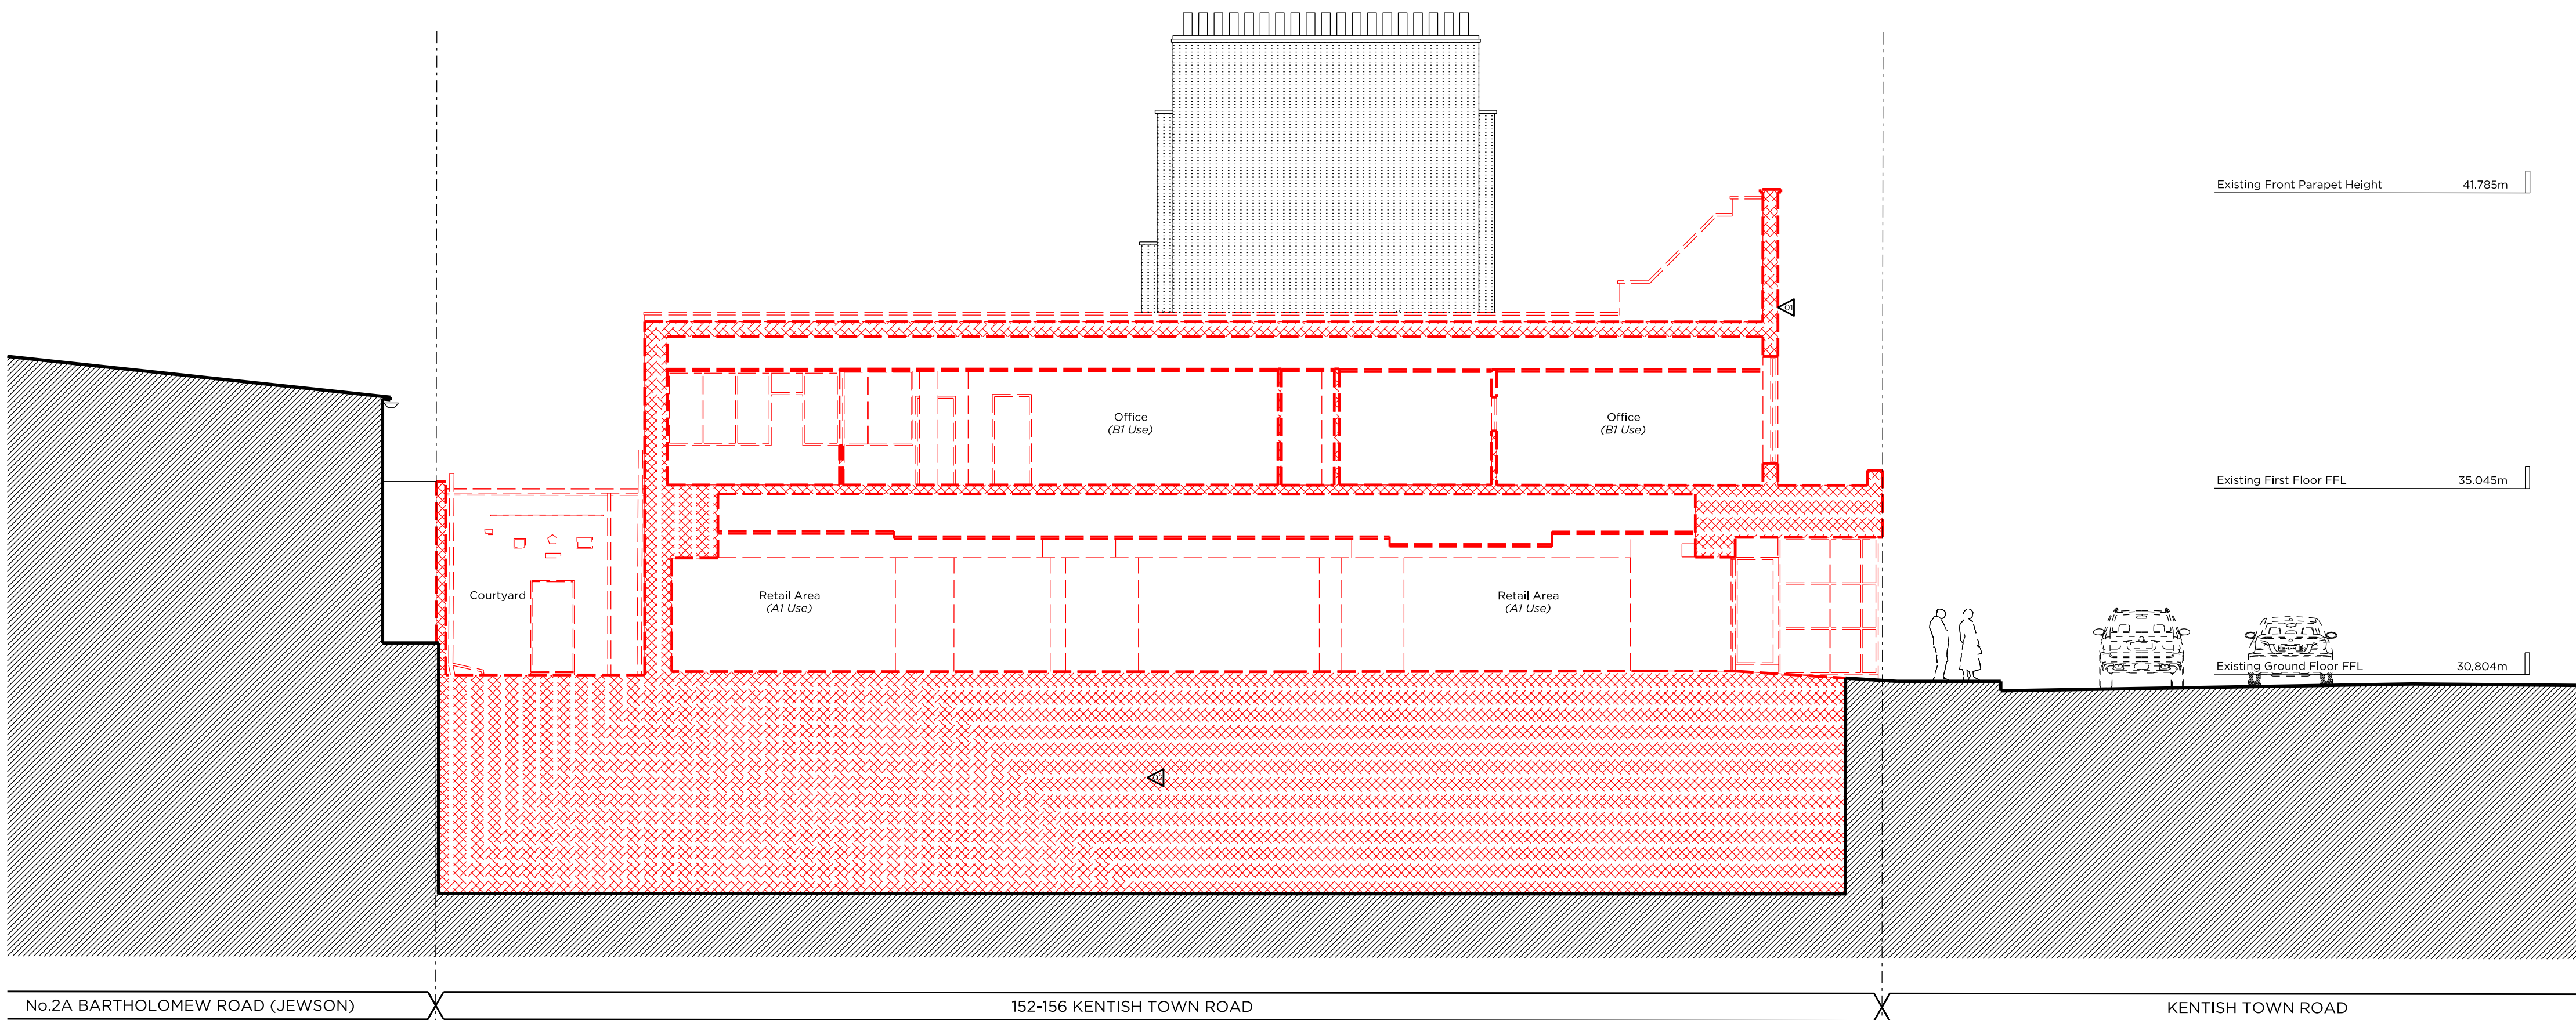 Existing Front Parapet Height 41.785m
Office
(B1 Use)
Office
(B1 Use)
Existing First Floor FFL 35.045m
Courtyard
Retail Area
(A1 Use)
Retail Area
(A1 Use)
Existing Ground Floor FFL 30.804m
No.2A BARTHOLOMEW ROAD (JEWSON)
152-156 KENTISH TOWN ROAD
KENTISH TOWN ROAD